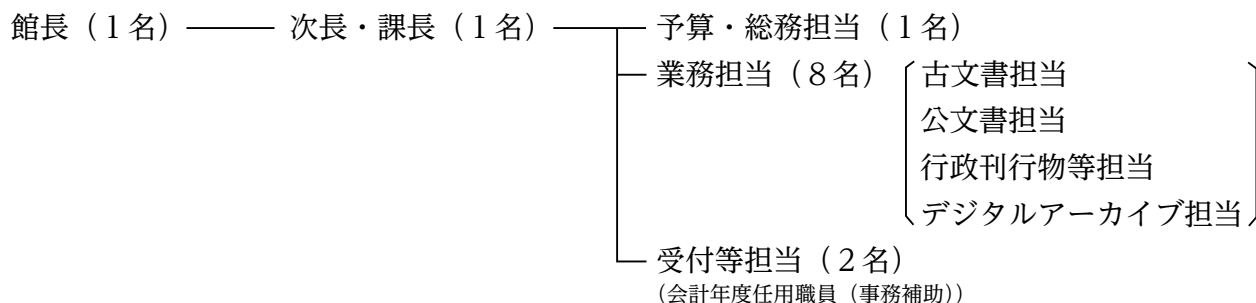 館長（１名） 次長・課長（１名） 予算・総務担当（１名）
業務担当（８名） 古文書担当
公文書担当
行政刊行物等担当
デジタルアーカイブ担当
受付等担当（２名）
（会計年度任用職員（事務補助））